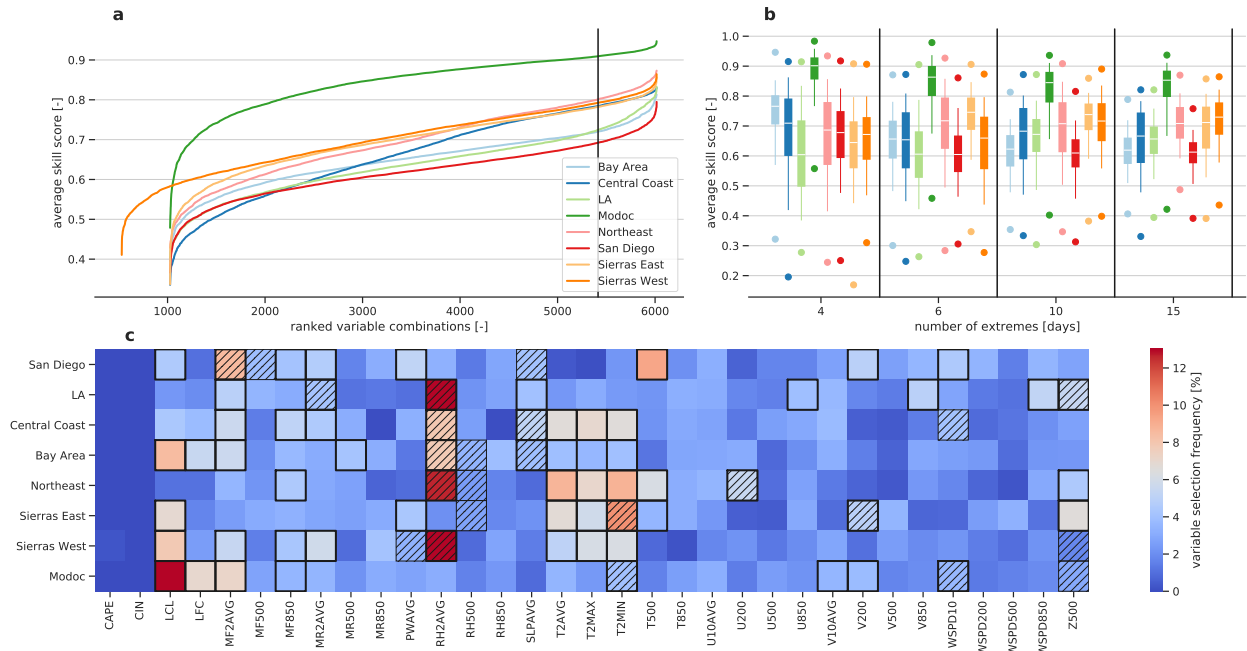 a
average skill score [-]
0.9
0.8
0.7
0.6
0.5
0.4
1000
2000
3000
4000
5000
6000
ranked variable combinations [-]
Bay Area
Central Coast
LA
Modoc
Northeast
San Diego
Sierras East
Sierras West
b
average skill score [-]
1.0
0.9
0.8
0.7
0.6
0.5
0.4
0.3
0.2
4
6
10
15
number of extremes [days]
c
San Diego
LA
Central Coast
Bay Area
Northeast
Sierras East
Sierras West
Modoc
CAPE
CIN
LCL
LFC
MF2AVG
MF500
MF850
MR2AVG
MR500
MR850
PWAVG
RH2AVG
RH500
RH850
SLPAVG
T2AVG
T2MAX
T2MIN
T500
T850
U10AVG
U200
U500
U850
V10AVG
V200
V500
V850
WSPD10
WSPD200
WSPD500
WSPD850
Z500
12
10
8
6
4
2
0
variable selection frequency [%]